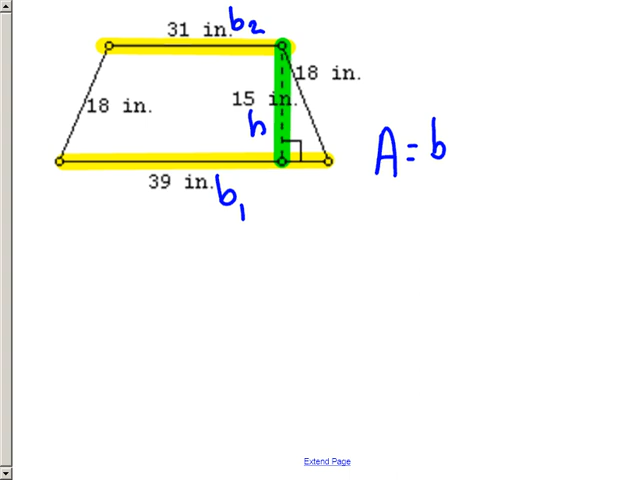 31 in. b2
18 in.
18 in.
15 in.
h
A = b
39 in.
b1
Extend Page